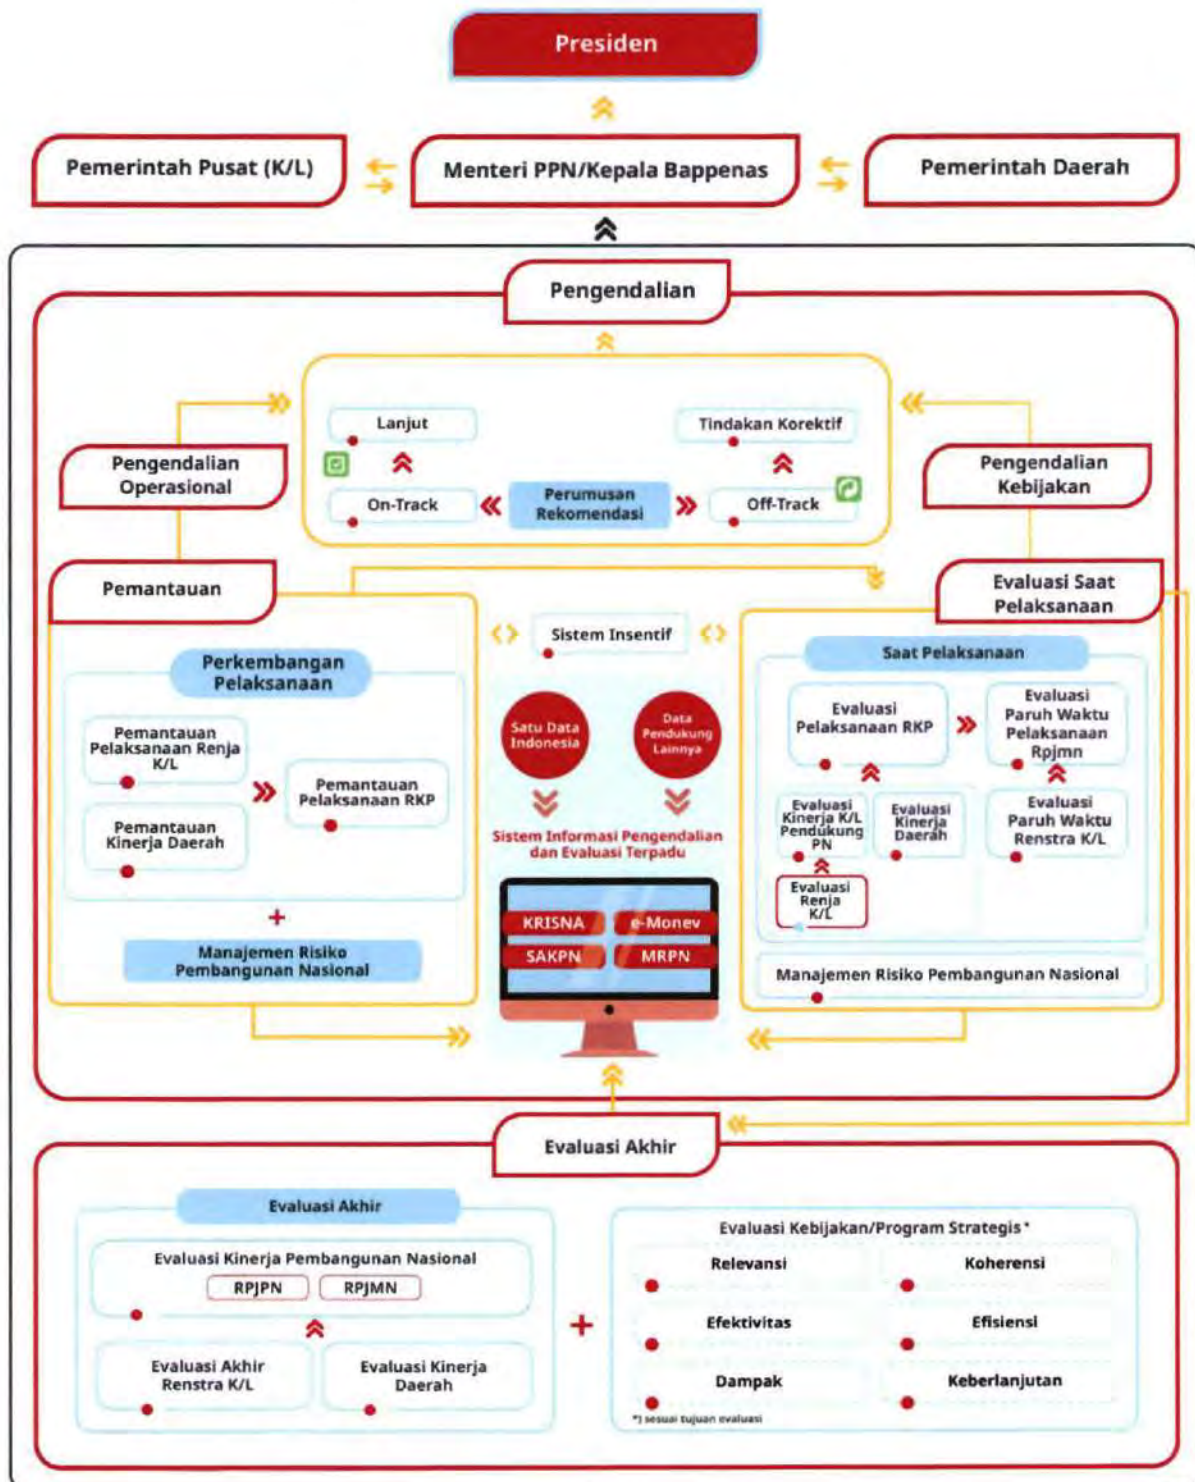 Presiden
Pemerintah Pusat (K/L)
Menteri PPN/Kepala Bappenas
Pemerintah Daerah
Pengendalian
Lanjut
Tindakan Korektif
Pengendalian
Operasional
Pengendalian
Kebijakan
On-Track
Perumusan
Rekomendasi
Off-Track
Pemantauan
Evaluasi Saat
Pelaksanaan
Sistem Insentif
Perkembangan
Pelaksanaan
Pemantauan
Pelaksanaan Renja
K/L
Pemantauan
Kinerja Daerah
Pemantauan
Pelaksanaan RKP
+
Manajemen Risiko
Pembangunan Nasional
Satu Data
Indonesia
Data
Pendukung
Lainnya
Sistem Informasi Pengendalian
dan Evaluasi Terpadu
KRISNA
e-Monev
SAKPN
MRPN
Saat Pelaksanaan
Evaluasi
Pelaksanaan RKP
Evaluasi
Paruh Waktu
Pelaksanaan
Rpjmn
Evaluasi
Kinerja K/L
Pendukung
PN
Evaluasi
Kinerja
Daerah
Evaluasi
Paruh Waktu
Renstra K/L
Evaluasi
Renja
K/L
Manajemen Risiko Pembangunan Nasional
Evaluasi Akhir
Evaluasi Akhir
Evaluasi Kinerja Pembangunan Nasional
RPJPN
RPJMN
Evaluasi Akhir
Renstra K/L
Evaluasi Kinerja
Daerah
+
Evaluasi Kebijakan/Program Strategis*
Relevansi
Koherensi
Efektivitas
Efisiensi
Dampak
Keberlanjutan
*) sesuai tujuan evaluasi